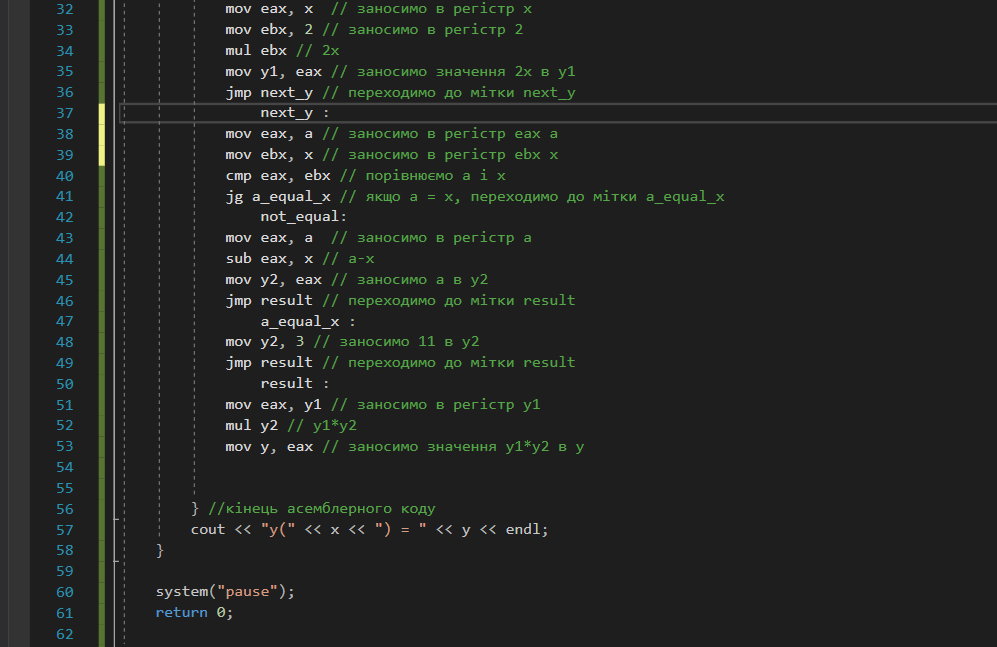 32 mov eax, x // заносимо в регістр x
33 mov ebx, 2 // заносимо в регістр 2
34 mul ebx // 2x
35 mov y1, eax // заносимо значення 2x в y1
36 jmp next_y // переходимо до мітки next_y
37 next_y :
38 mov eax, a // заносимо в регістр eax a
39 mov ebx, x // заносимо в регістр ebx x
40 cmp eax, ebx // порівнюємо a і x
41 jg a_equal_x // якщо a = x, переходимо до мітки a_equal_x
42 not_equal:
43 mov eax, a // заносимо в регістр a
44 sub eax, x // a-x
45 mov y2, eax // заносимо a в y2
46 jmp result // переходимо до мітки result
47 a_equal_x :
48 mov y2, 3 // заносимо 11 в y2
49 jmp result // переходимо до мітки result
50 result :
51 mov eax, y1 // заносимо в регістр y1
52 mul y2 // y1*y2
53 mov y, eax // заносимо значення y1*y2 в y
54
55
56 } //кінець асемблерного коду
57 cout << "y(" << x << ") = " << y << endl;
58 }
59
60 system("pause");
61 return 0;
62